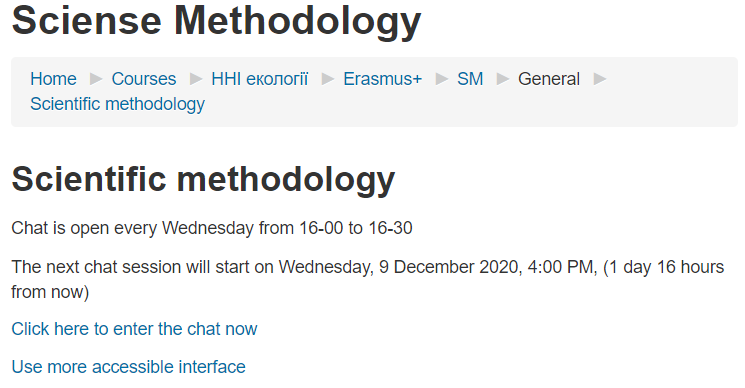 Sciense Methodology
Home ► Courses ► ННІ екології ► Erasmus+ ► SM ► General ►
Scientific methodology
Scientific methodology
Chat is open every Wednesday from 16-00 to 16-30
The next chat session will start on Wednesday, 9 December 2020, 4:00 PM, (1 day 16 hours
from now)
Click here to enter the chat now
Use more accessible interface